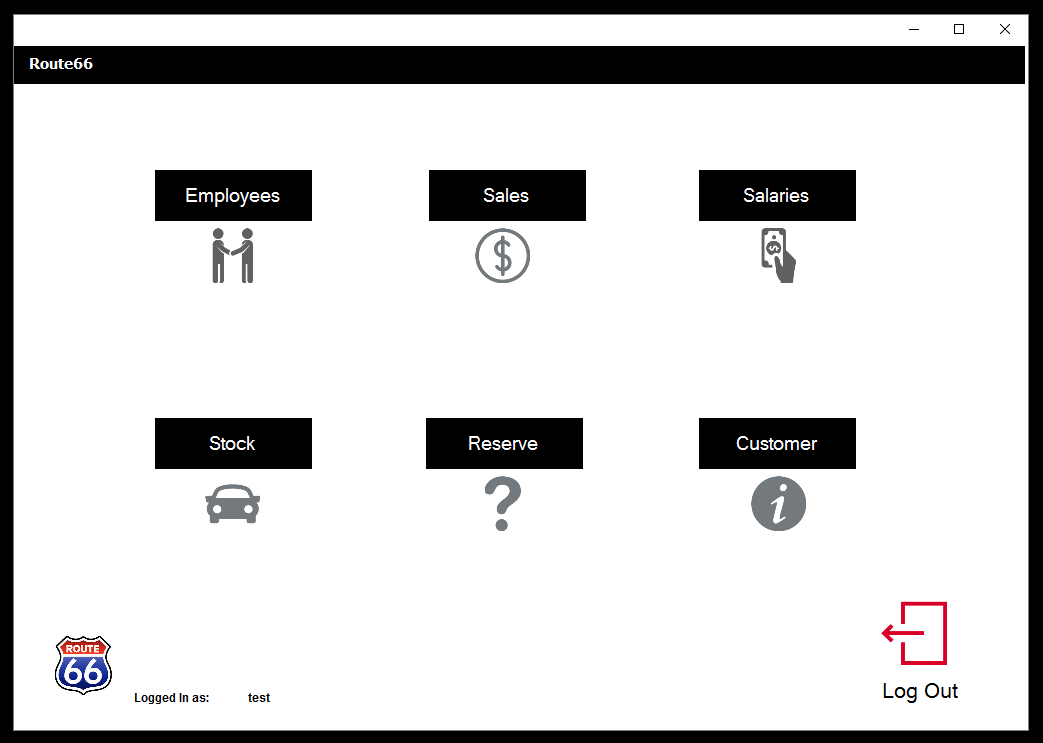 Route66
Employees
Sales
Salaries
Stock
Reserve
Customer
ROUTE
66
Logged In as: test
Log Out